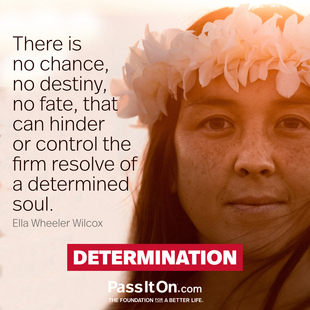 There is
no chance,
no destiny,
no fate, that
can hinder
or control the
firm resolve of
a determined
soul.
Ella Wheeler Wilcox
DETERMINATION
PassItOn.com
THE FOUNDATION FOR A BETTER LIFE.